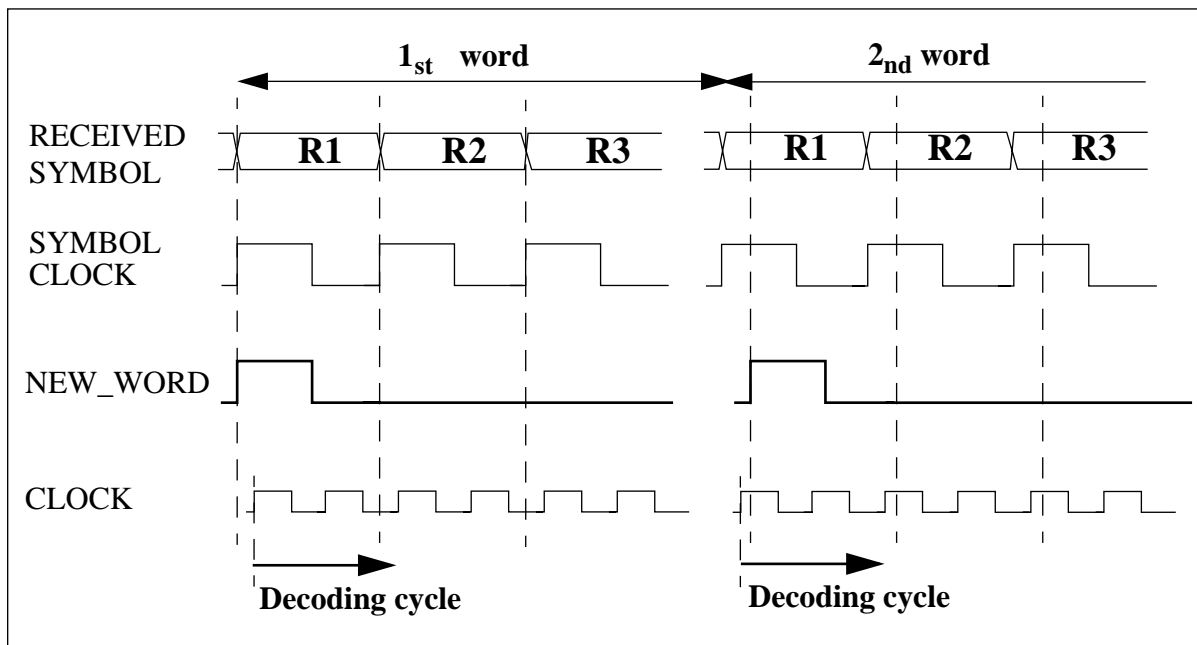 1st word
2nd word
RECEIVED
SYMBOL
R1 R2 R3 R1 R2 R3
SYMBOL
CLOCK
NEW_WORD
CLOCK
Decoding cycle
Decoding cycle